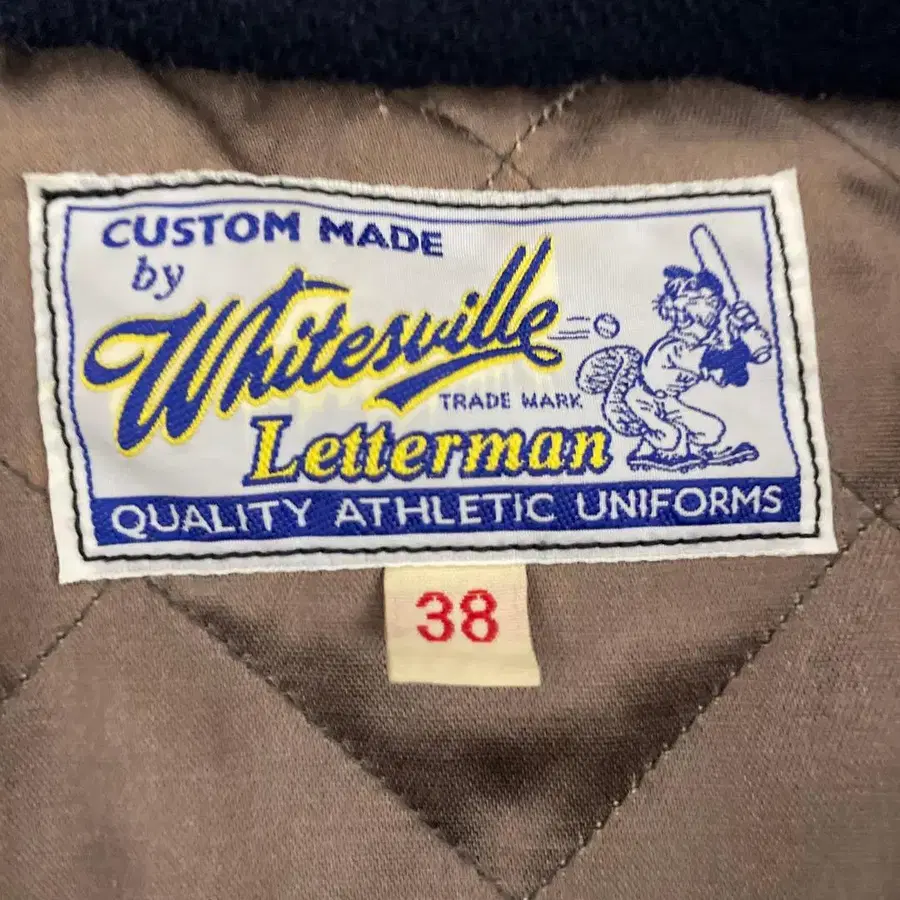 CUSTOM MADE
by
Whitesville
TRADE MARK
Letterman
QUALITY ATHLETIC UNIFORMS
38